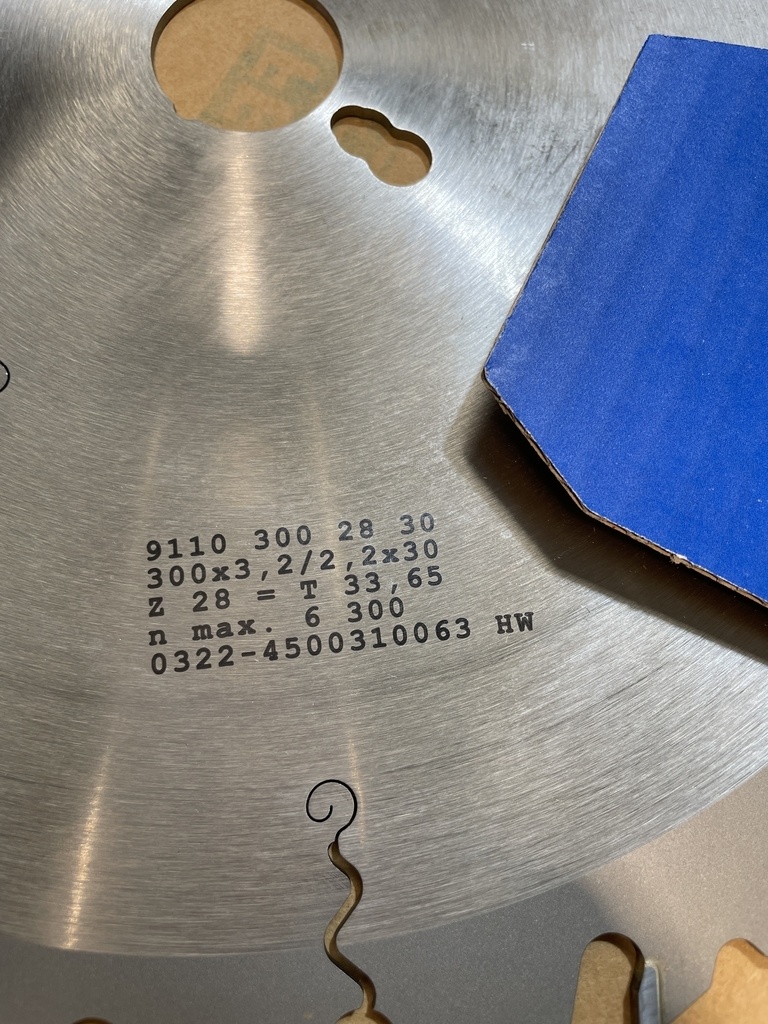 9110 300 28 30
300x3,2/2,2x30
Z 28 = T 33,65
n max. 6 300
0322-4500310063 HW